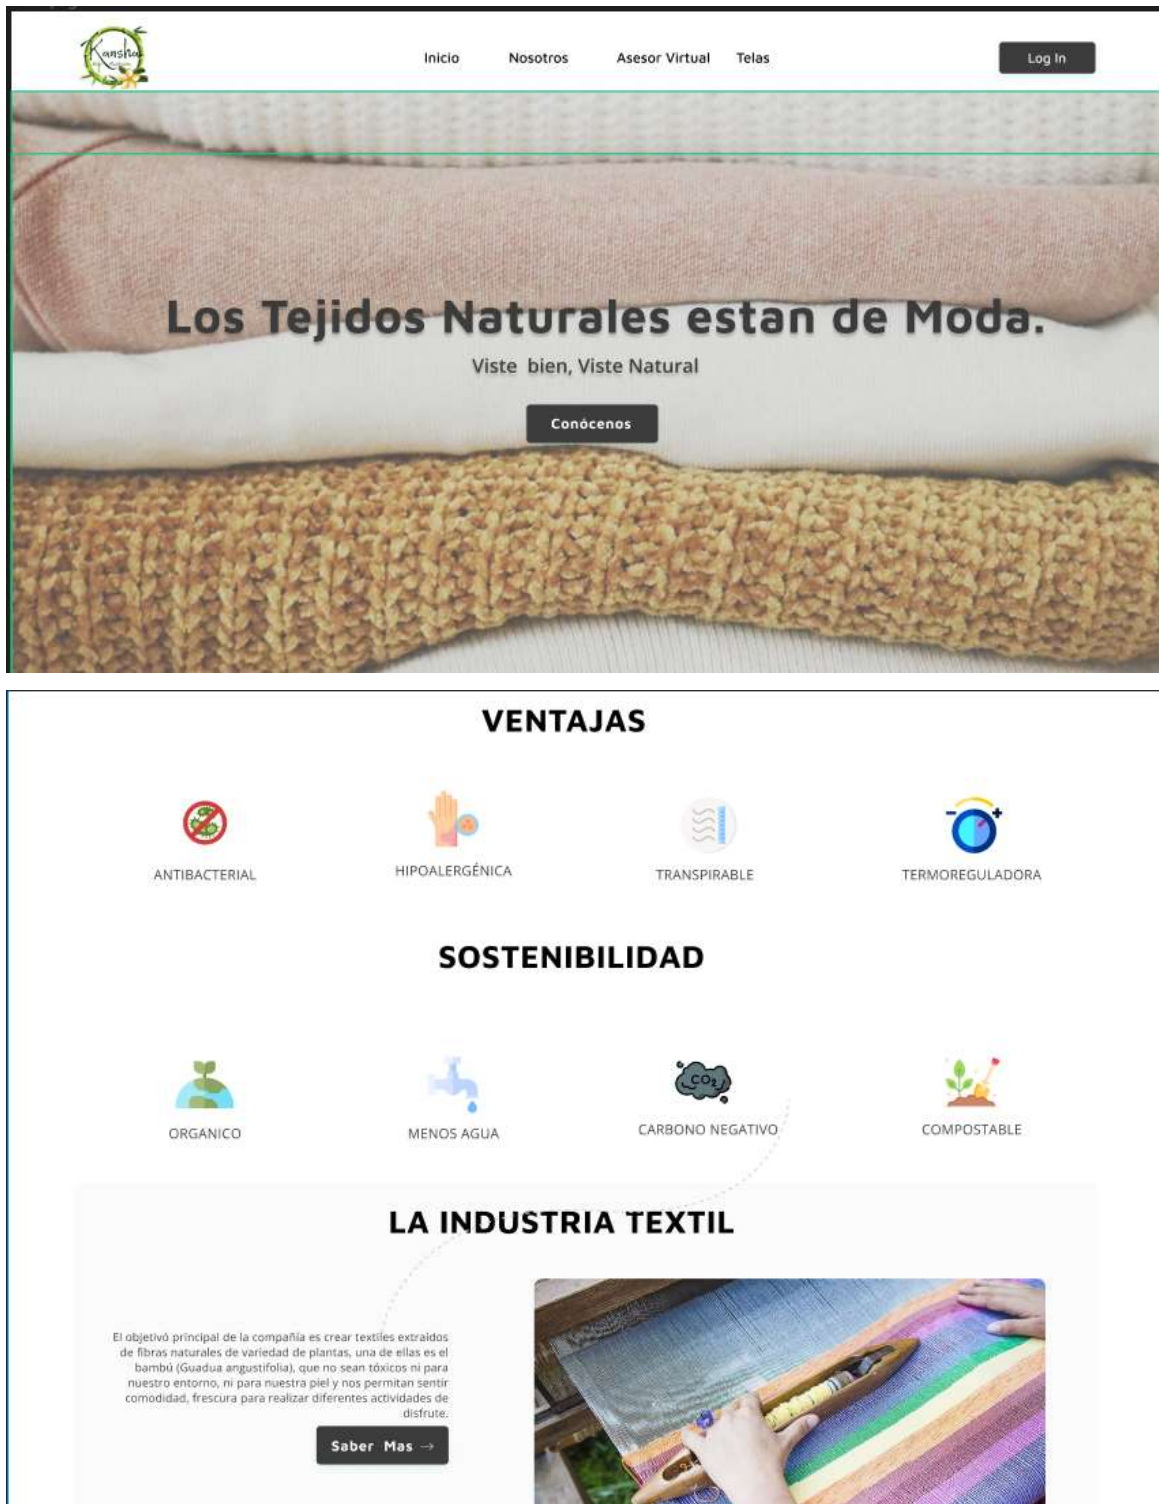 Kansha
Inicio Nosotros Asesor Virtual Telas Log In
Los Tejidos Naturales estan de Moda.
Viste bien, Viste Natural
Conócenos
VENTAJAS
ANTIBACTERIAL HIPOALERGÉNICA TRANSPIRABLE TERMOREGULADORA
SOSTENIBILIDAD
CO2
ORGANICO MENOS AGUA CARBONO NEGATIVO COMPOSTABLE
LA INDUSTRIA TEXTIL
El objetivó principal de la compañía es crear textiles extraídos
de fibras naturales de variedad de plantas, una de ellas es el
bambú (Guadua angustifolia), que no sean tóxicos ni para
nuestro entorno, ni para nuestra piel y nos permitan sentir
comodidad, frescura para realizar diferentes actividades de
disfrute.
Saber Mas →